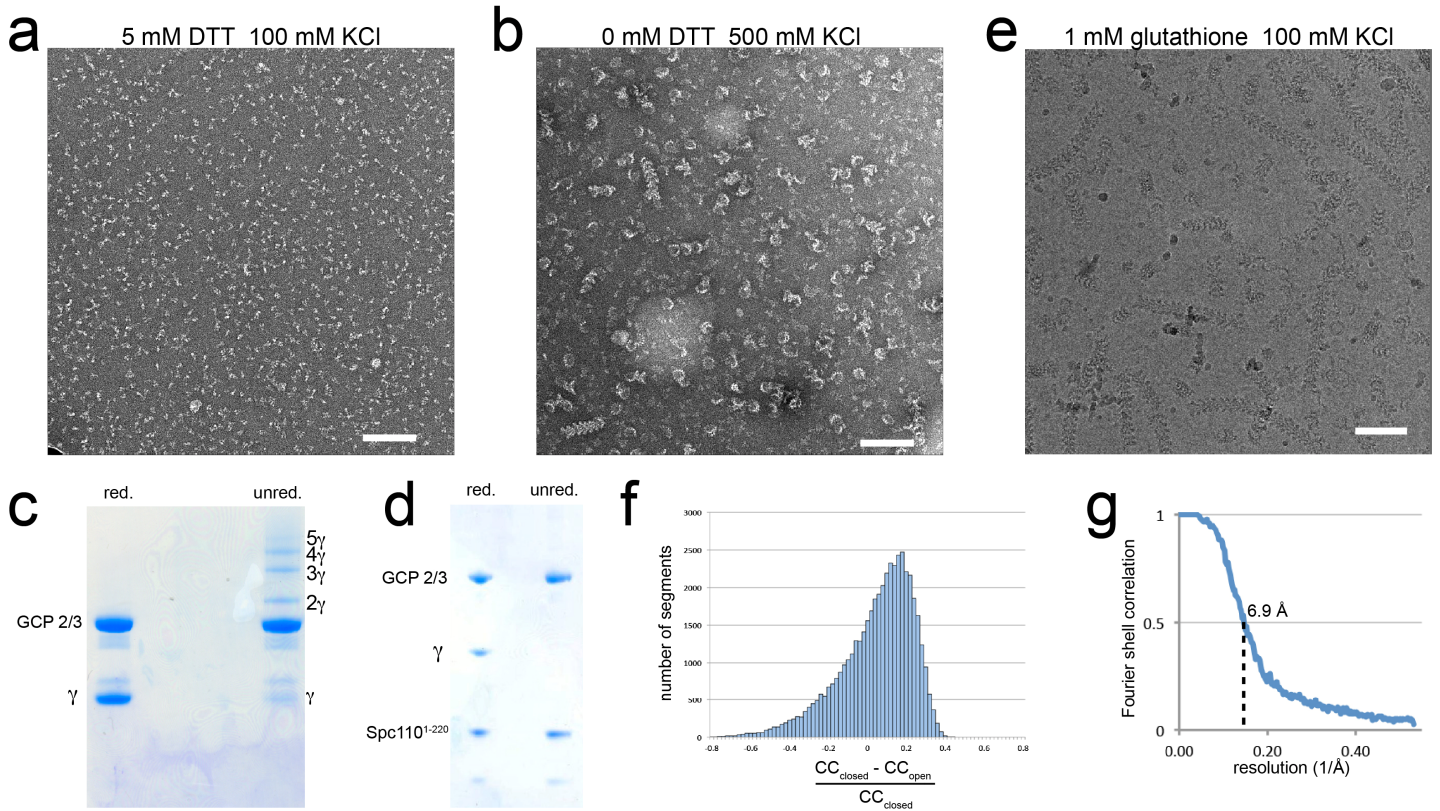 a
5 mM DTT 100 mM KCl
b
0 mM DTT 500 mM KCl
e
1 mM glutathione 100 mM KCl
c
red. unred.
5γ
4γ
3γ
2γ
GCP 2/3
γ γ
d
red. unred.
GCP 2/3
γ
Spc110¹⁻²²⁰
f
number of segments
3000
2500
2000
1500
1000
500
0
-0.8 -0.6 -0.4 -0.2 0 0.2 0.4 0.6 0.8
CCclosed - CCopen
CCclosed
g
Fourier shell correlation
1
0.5
0
6.9 Å
0.00 0.20 0.40
resolution (1/Å)